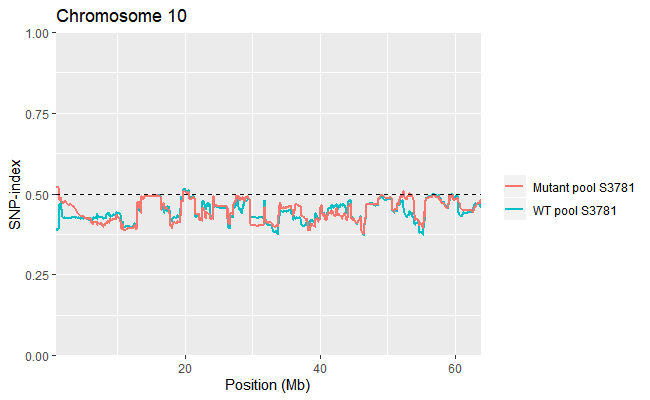 Chromosome 10
1.00
0.75
0.50
0.25
0.00
SNP-index
20
40
60
Position (Mb)
Mutant pool S3781
WT pool S3781